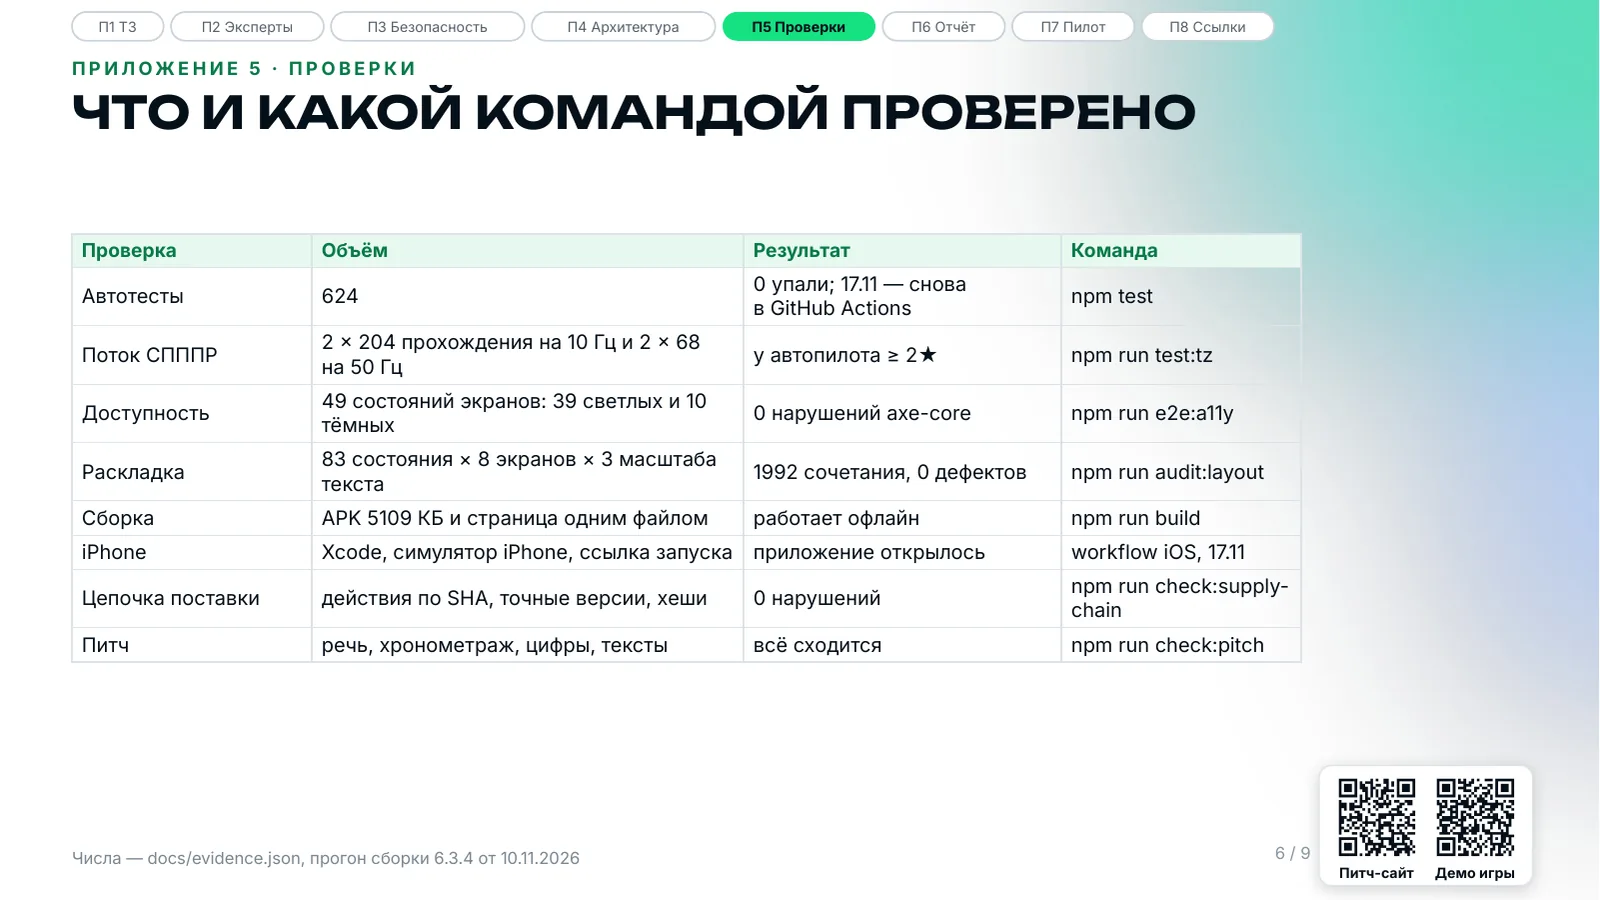 П1 ТЗ
П2 Эксперты
П3 Безопасность
П4 Архитектура
П5 Проверки
П6 Отчёт
П7 Пилот
П8 Ссылки
ПРИЛОЖЕНИЕ 5 · ПРОВЕРКИ
ЧТО И КАКОЙ КОМАНДОЙ ПРОВЕРЕНО
Проверка
Объём
Результат
Команда
Автотесты
624
0 упали; 17.11 — снова
в GitHub Actions
npm test
Поток СПППР
2 × 204 прохождения на 10 Гц и 2 × 68
на 50 Гц
у автопилота ≥ 2★
npm run test:tz
Доступность
49 состояний экранов: 39 светлых и 10
тёмных
0 нарушений axe-core
npm run e2e:a11y
Раскладка
83 состояния × 8 экранов × 3 масштаба
текста
1992 сочетания, 0 дефектов
npm run audit:layout
Сборка
APK 5109 КБ и страница одним файлом
работает офлайн
npm run build
iPhone
Xcode, симулятор iPhone, ссылка запуска
приложение открылось
workflow iOS, 17.11
Цепочка поставки
действия по SHA, точные версии, хеши
0 нарушений
npm run check:supply-
chain
Питч
речь, хронометраж, цифры, тексты
всё сходится
npm run check:pitch
Числа — docs/evidence.json, прогон сборки 6.3.4 от 10.11.2026
6 / 9
Питч-сайт
Демо игры